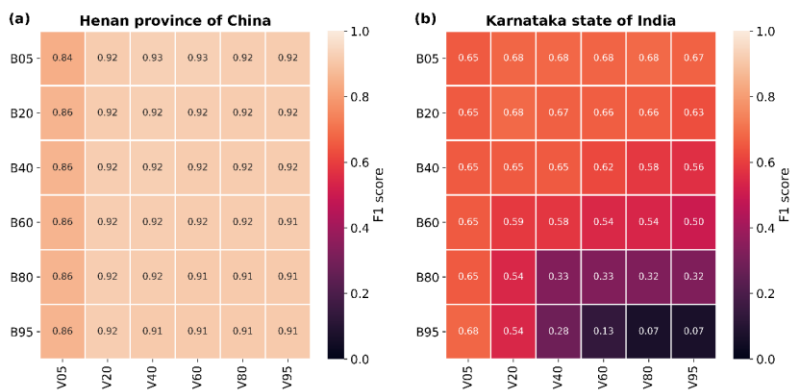 (a) Henan province of China
B05 0.84 0.92 0.93 0.93 0.92 0.92
B20 0.86 0.92 0.92 0.92 0.92 0.92
B40 0.86 0.92 0.92 0.92 0.92 0.92
B60 0.86 0.92 0.92 0.92 0.92 0.91
B80 0.86 0.92 0.92 0.91 0.91 0.91
B95 0.86 0.92 0.91 0.91 0.91 0.91
V05 V20 V40 V60 V80 V95
1.0
0.8
0.6
0.4
0.2
0.0
F1 score
(b) Karnataka state of India
B05 0.65 0.68 0.68 0.68 0.68 0.67
B20 0.65 0.68 0.67 0.66 0.66 0.63
B40 0.65 0.65 0.65 0.62 0.58 0.56
B60 0.65 0.59 0.58 0.54 0.54 0.50
B80 0.65 0.54 0.33 0.33 0.32 0.32
B95 0.68 0.54 0.28 0.13 0.07 0.07
V05 V20 V40 V60 V80 V95
1.0
0.8
0.6
0.4
0.2
0.0
F1 score